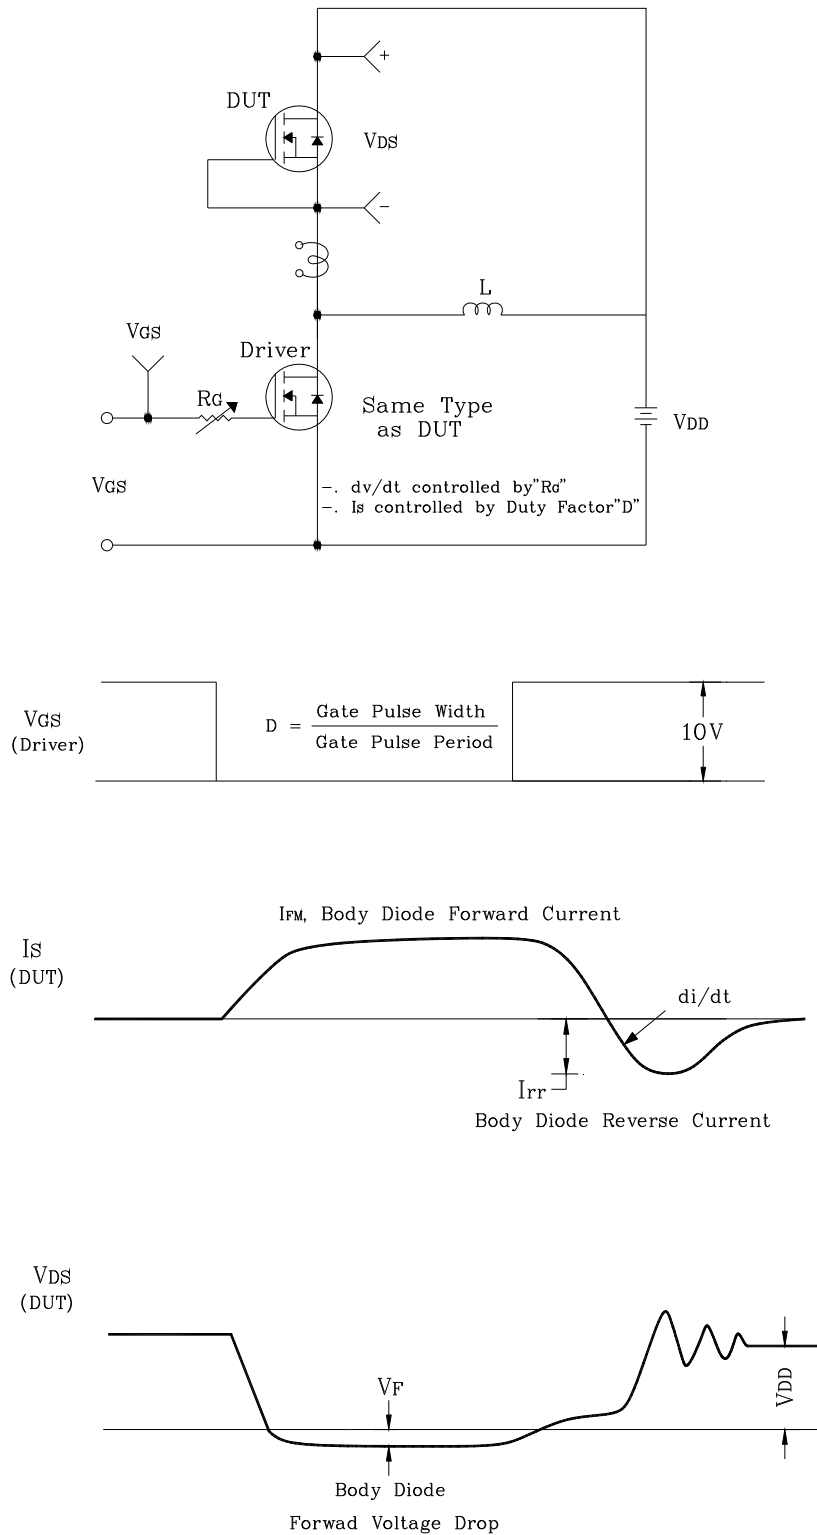 +
DUT
VDS
−
L
VGS
Driver
RG
Same Type
as DUT
VDD
VGS
−. dv/dt controlled by"RG"
−. Is controlled by Duty Factor"D"
VGS
(Driver)
D = Gate Pulse Width
Gate Pulse Period
10V
IFM, Body Diode Forward Current
IS
(DUT)
di/dt
Irr
Body Diode Reverse Current
VDS
(DUT)
VF
VDD
Body Diode
Forwad Voltage Drop